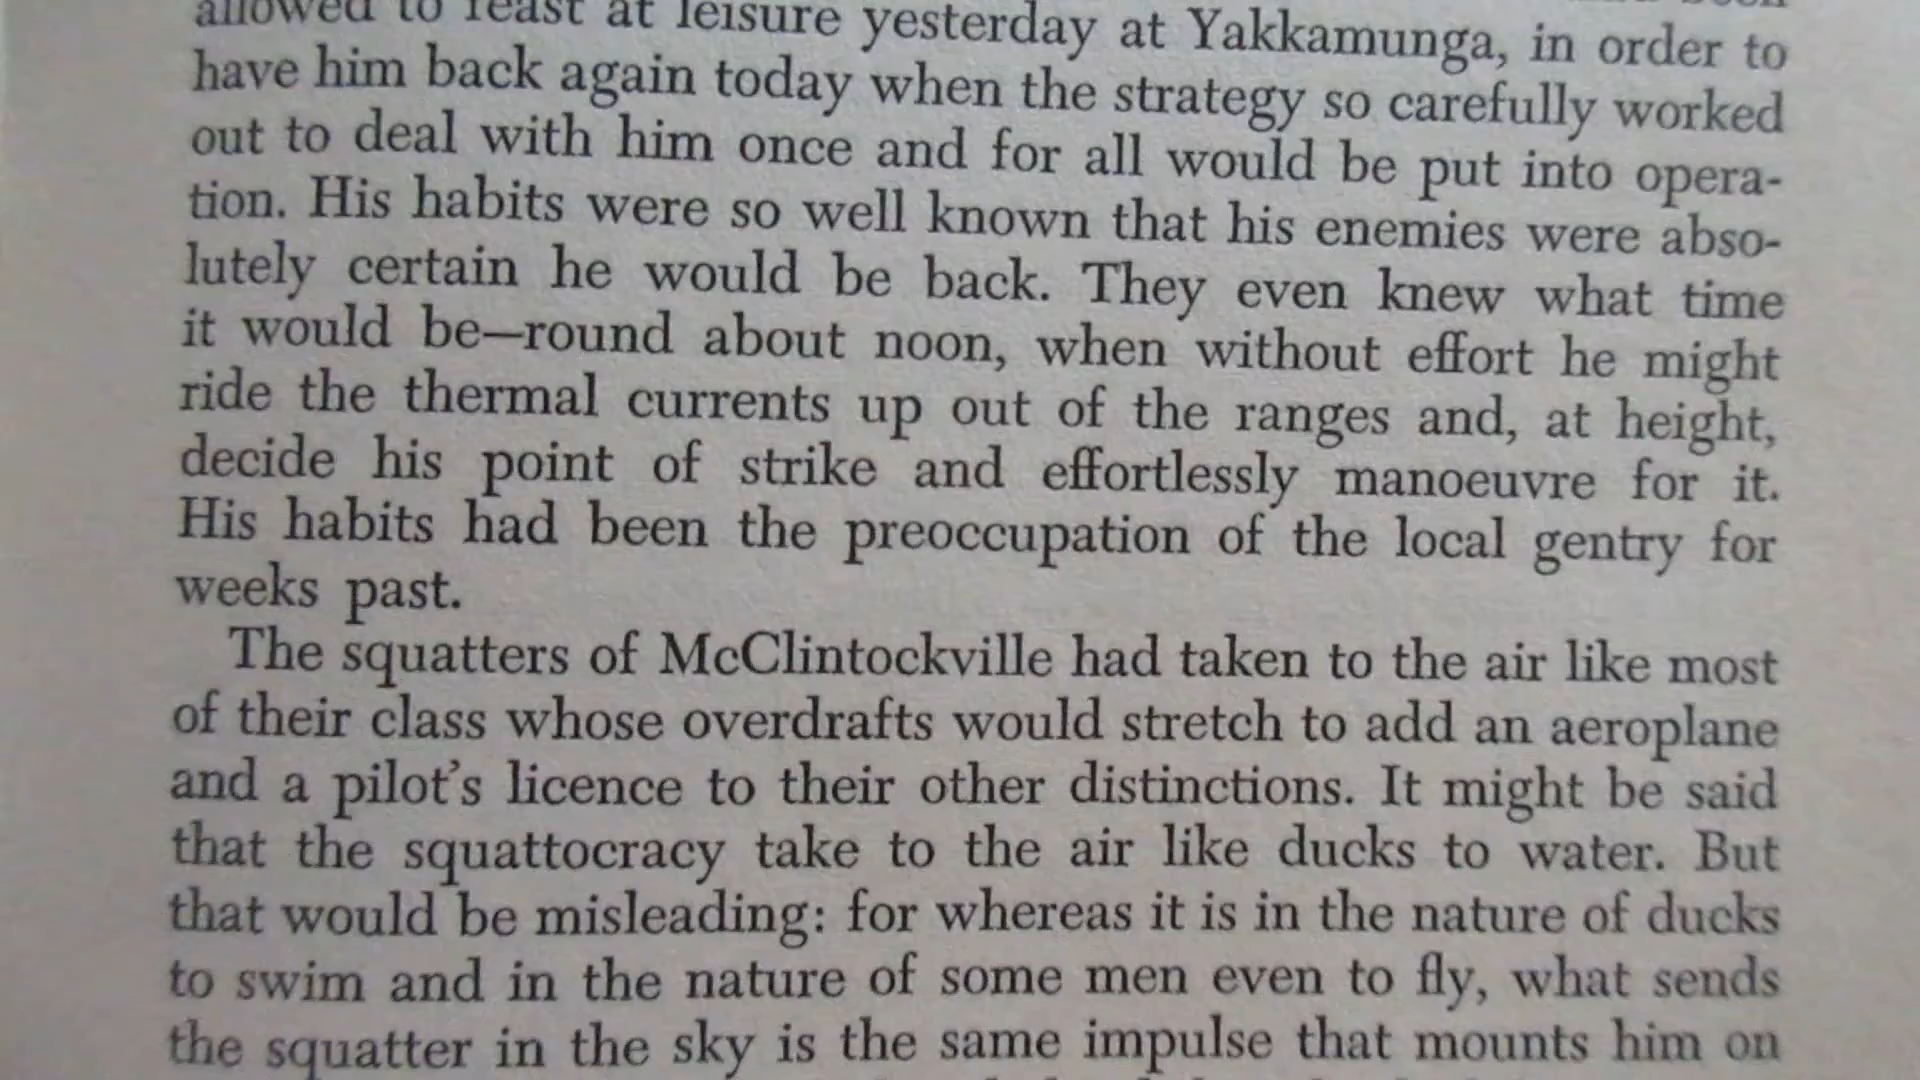 allowed to feast at leisure yesterday at Yakkamunga, in order to
have him back again today when the strategy so carefully worked
out to deal with him once and for all would be put into opera-
tion. His habits were so well known that his enemies were abso-
lutely certain he would be back. They even knew what time
it would be—round about noon, when without effort he might
ride the thermal currents up out of the ranges and, at height,
decide his point of strike and effortlessly manoeuvre for it.
His habits had been the preoccupation of the local gentry for
weeks past.
The squatters of McClintockville had taken to the air like most
of their class whose overdrafts would stretch to add an aeroplane
and a pilot's licence to their other distinctions. It might be said
that the squattocracy take to the air like ducks to water. But
that would be misleading: for whereas it is in the nature of ducks
to swim and in the nature of some men even to fly, what sends
the squatter in the sky is the same impulse that mounts him on